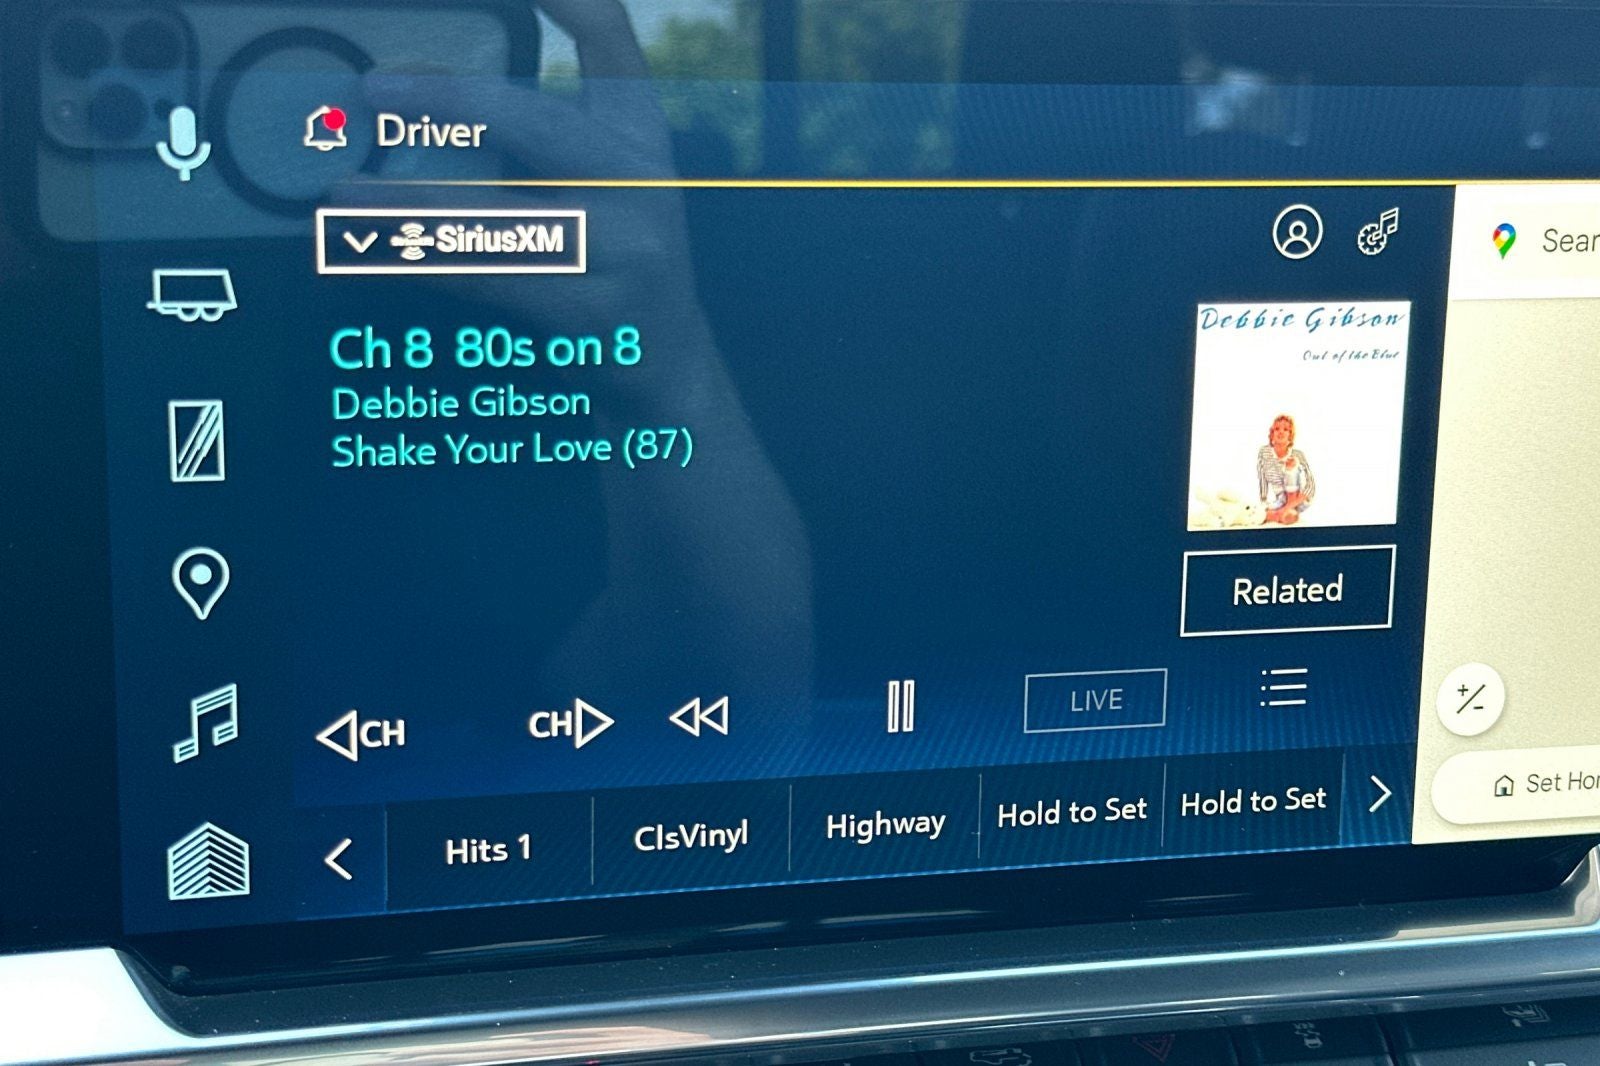 Driver
SiriusXM
Sear
Debbie Gibson
Out of the Blue
Ch 8 80s on 8
Debbie Gibson
Shake Your Love (87)
Related
CH
CH
LIVE
+/-
Set Ho
Hits 1
ClsVinyl
Highway
Hold to Set
Hold to Set